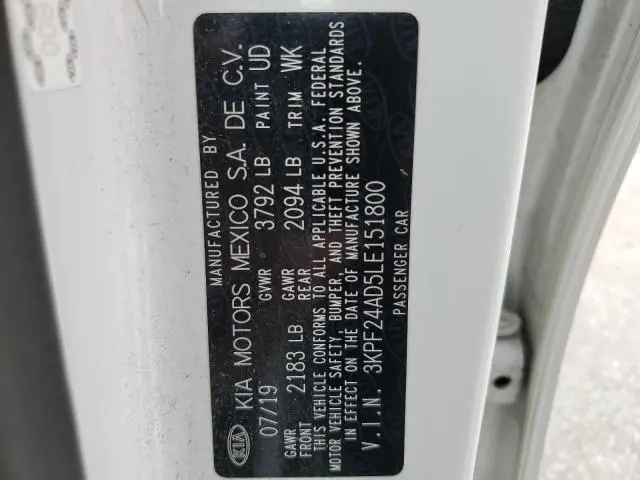 MANUFACTURED BY
KIA KIA MOTORS MEXICO S.A. DE C.V.
07/19 GVWR 3792 LB PAINT UD
GAWR FRONT 2183 LB GAWR REAR 2094 LB TRIM WK
THIS VEHICLE CONFORMS TO ALL APPLICABLE U.S.A. FEDERAL
MOTOR VEHICLE SAFETY, BUMPER, AND THEFT PREVENTION STANDARDS
IN EFFECT ON THE DATE OF MANUFACTURE SHOWN ABOVE.
V.I.N. 3KPF24AD5LE151800
PASSENGER CAR